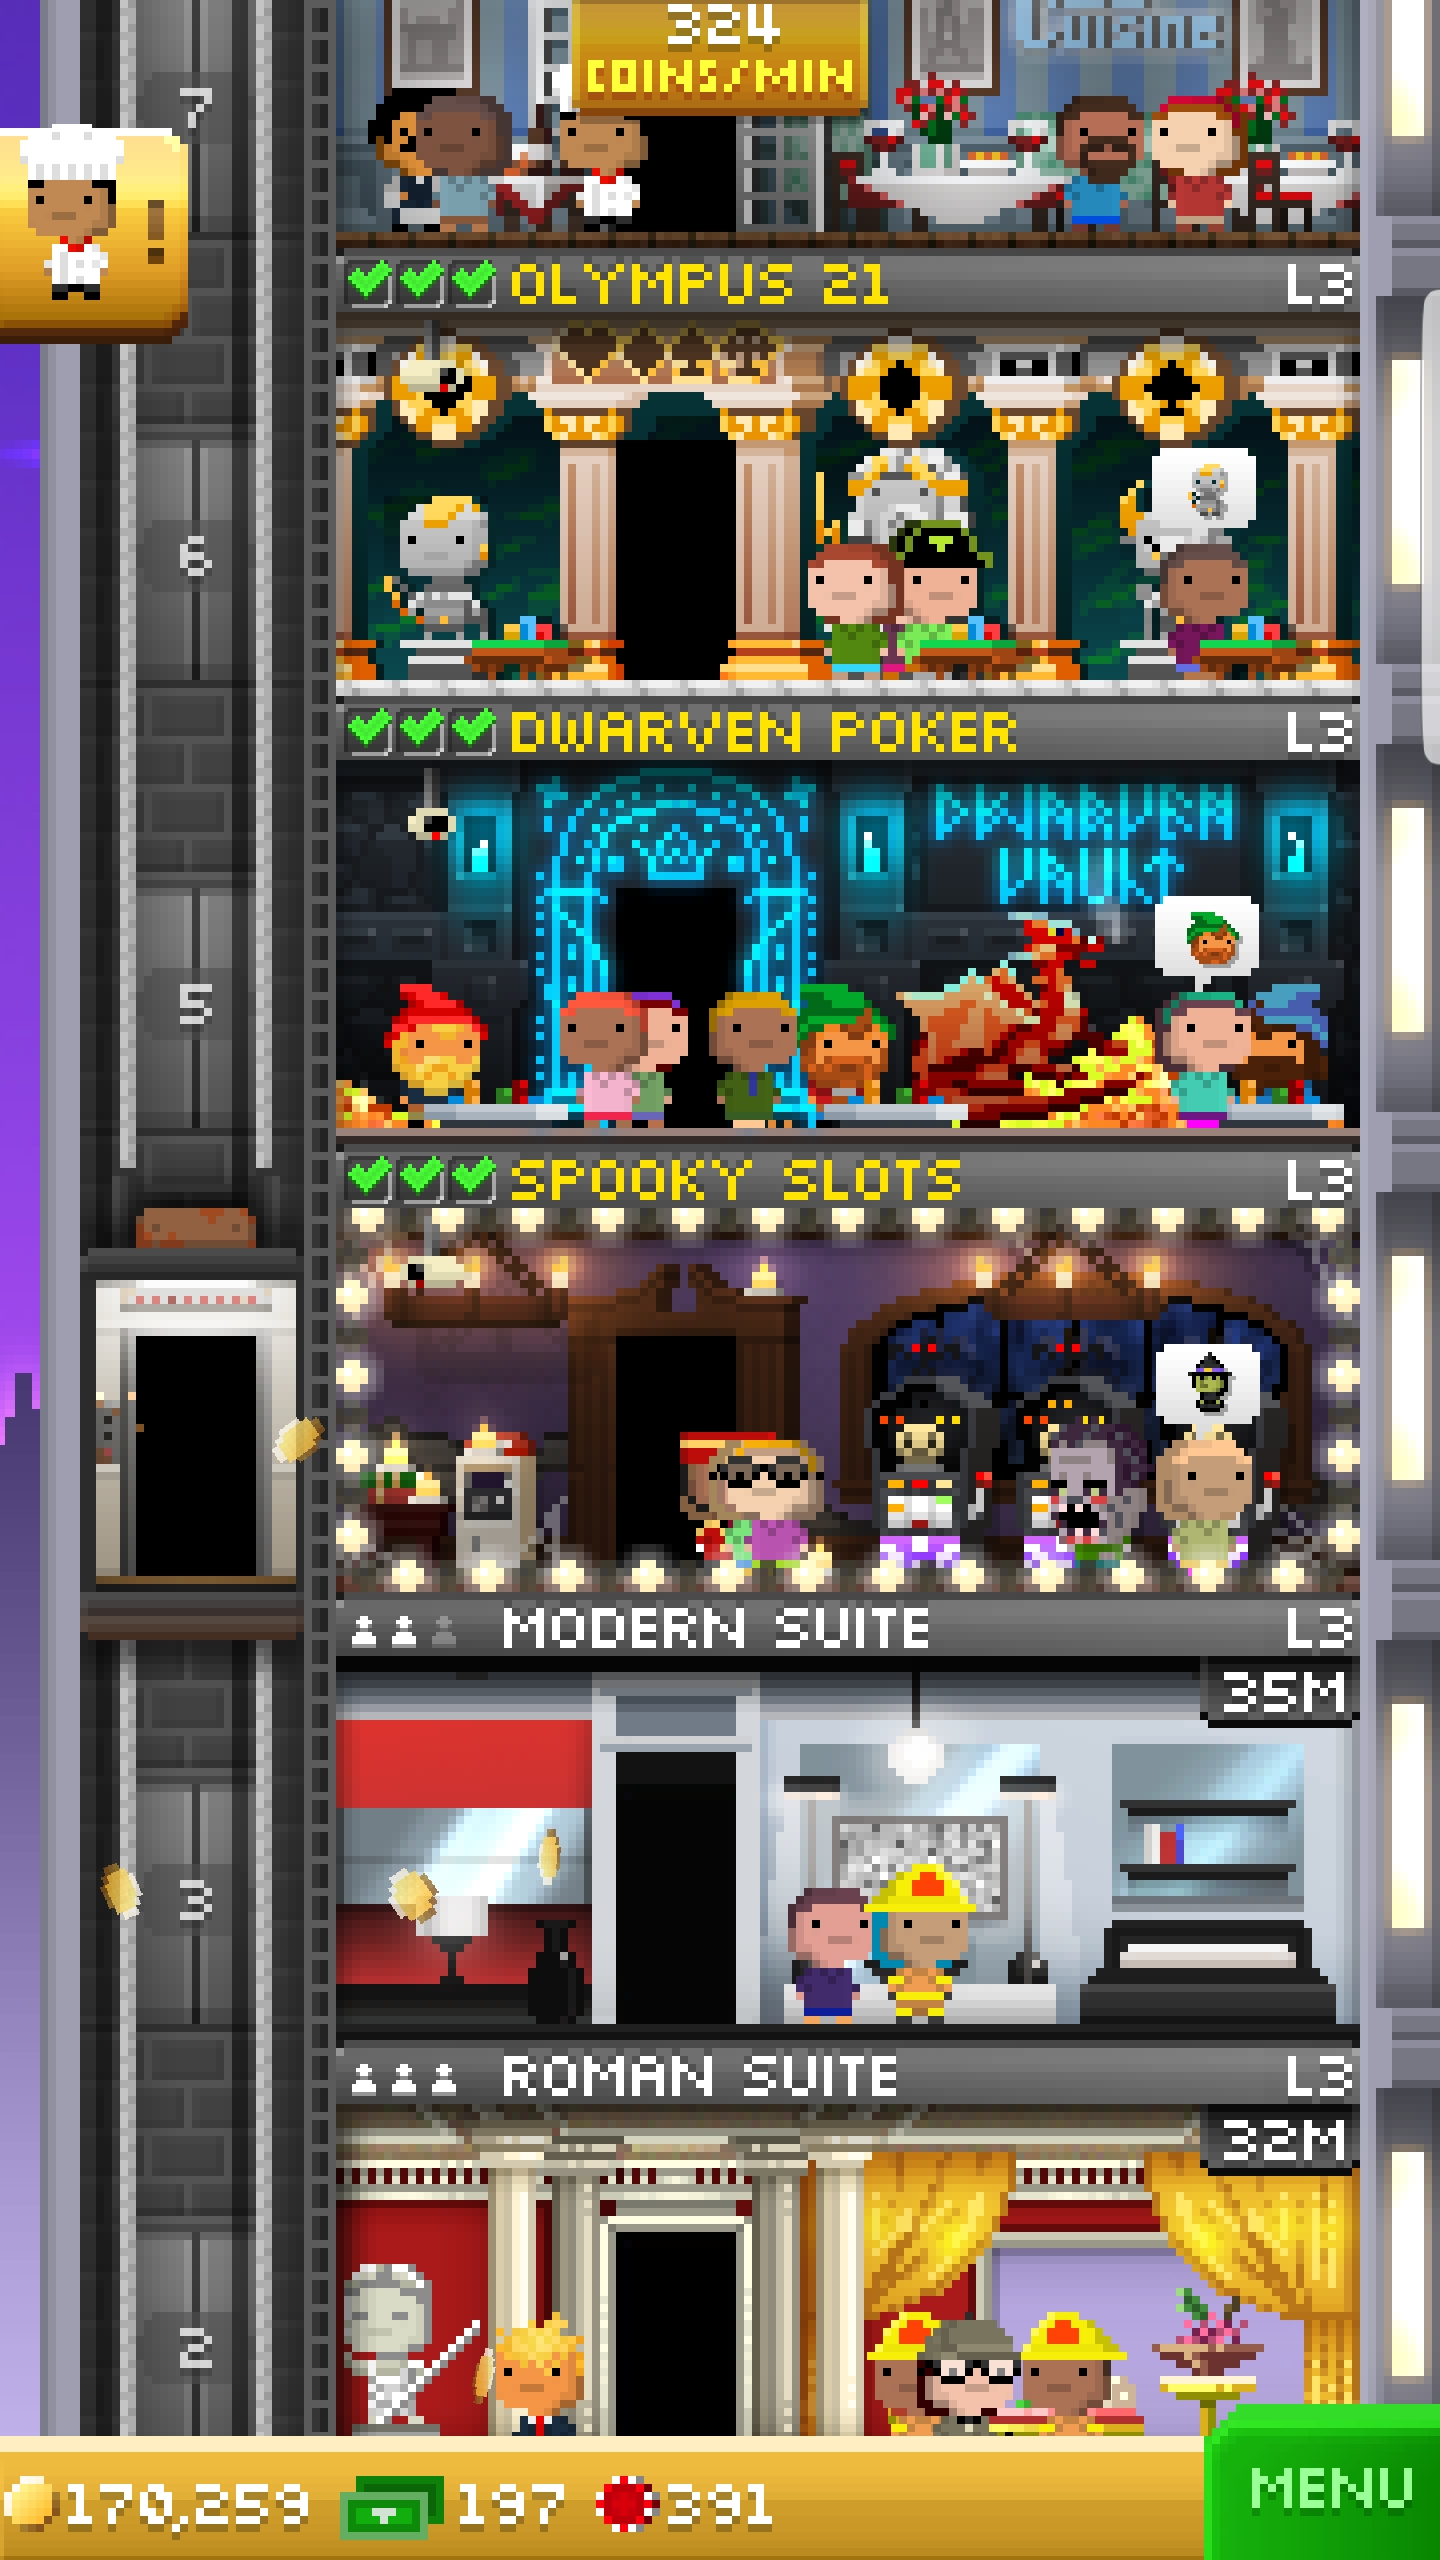 Cuisine
324
COINS/MIN
7
OLYMPUS 21
L3
6
DWARVEN POKER
L3
DWARVEN
VAULT
5
SPOOKY SLOTS
L3
MODERN SUITE
L3
35M
3
ROMAN SUITE
L3
32M
2
170,259
197
391
MENU